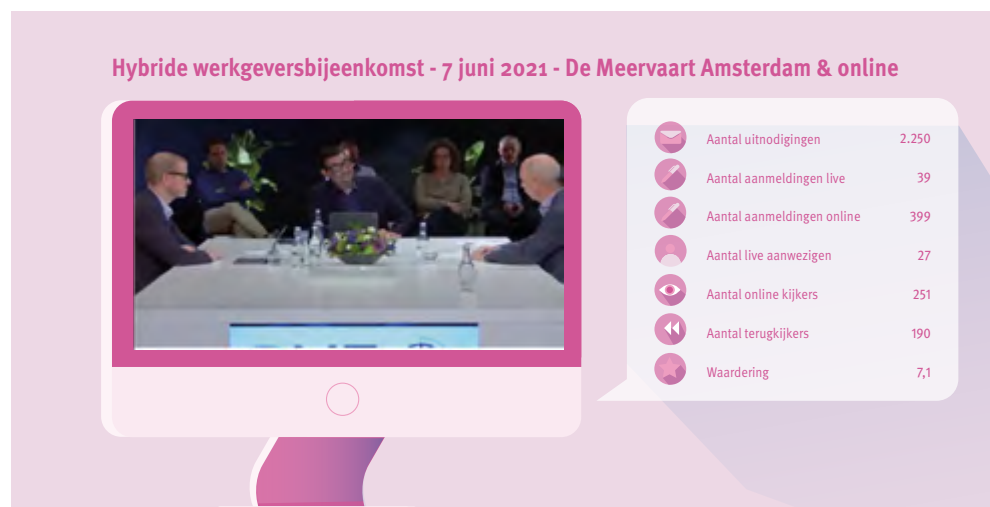 Hybride werkgeversbijeenkomst - 7 juni 2021 - De Meervaart Amsterdam & online
Aantal uitnodigingen 2.250
Aantal aanmeldingen live 39
Aantal aanmeldingen online 399
Aantal live aanwezigen 27
Aantal online kijkers 251
Aantal terugkijkers 190
Waardering 7,1